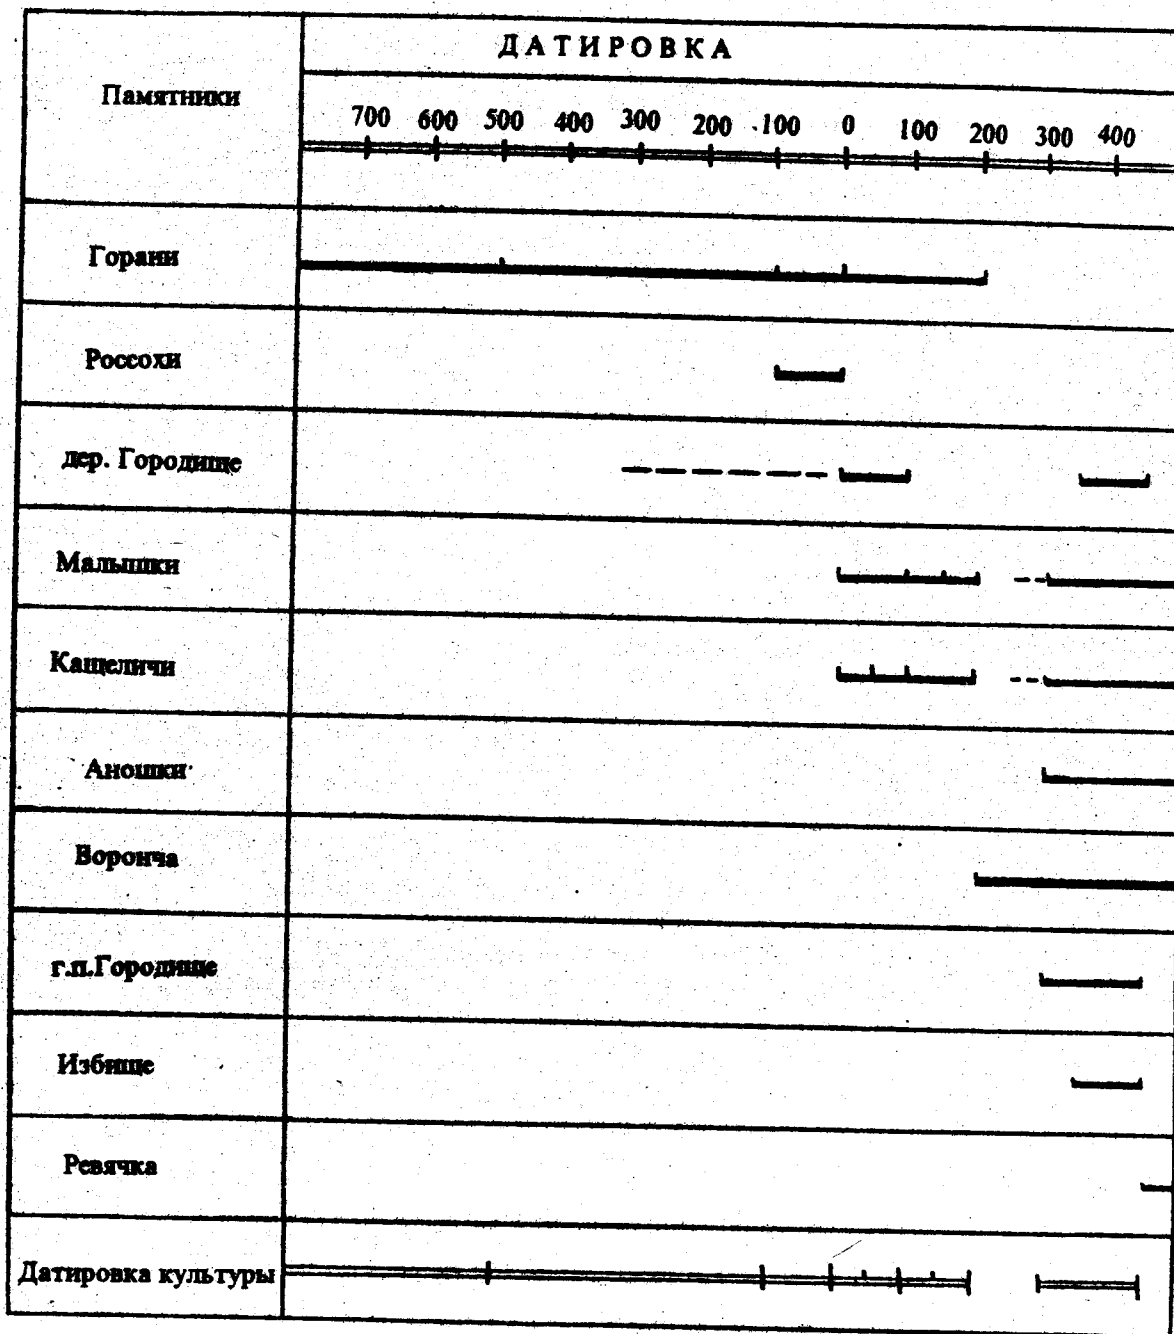 ДАТИРОВКА
Памятники
700 600 500 400 300 200 100 0 100 200 300 400
Горани
Россохи
дер. Городище
Малышки
Кащеличи
Аношки
Воронча
г.п.Городище
Избище
Ревячка
Датировка культуры